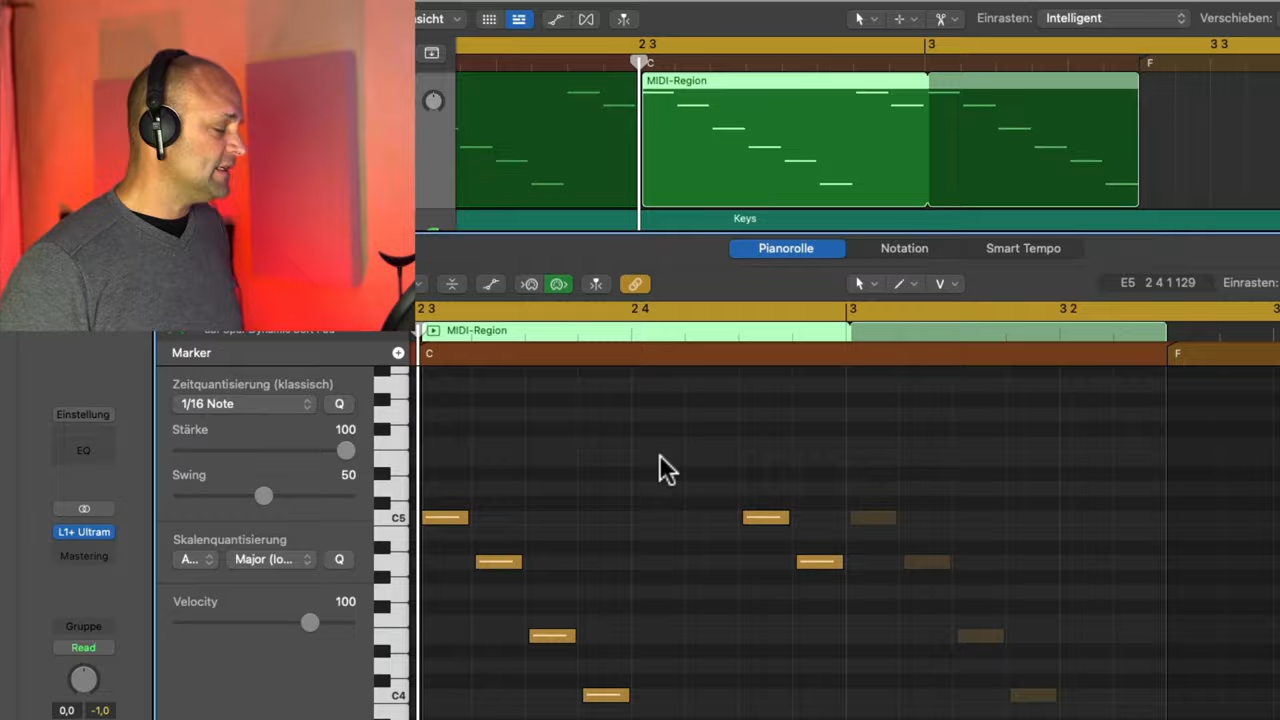 sicht
Einrasten: Intelligent
Verschieben:
2 3
3
3 3
C
F
MIDI-Region
Keys
Pianorolle
Notation
Smart Tempo
E5 2 4 1 129
Einrasten:
2 3
2 4
3
3 2
3
MIDI-Region
Marker
C
F
Zeitquantisierung (klassisch)
1/16 Note
Q
Einstellung
Stärke
100
EQ
Swing
50
L1+ Ultram
C5
Skalenquantisierung
Mastering
A...
Major (lo...
Q
Velocity
100
Gruppe
Read
C4
0,0
-1,0